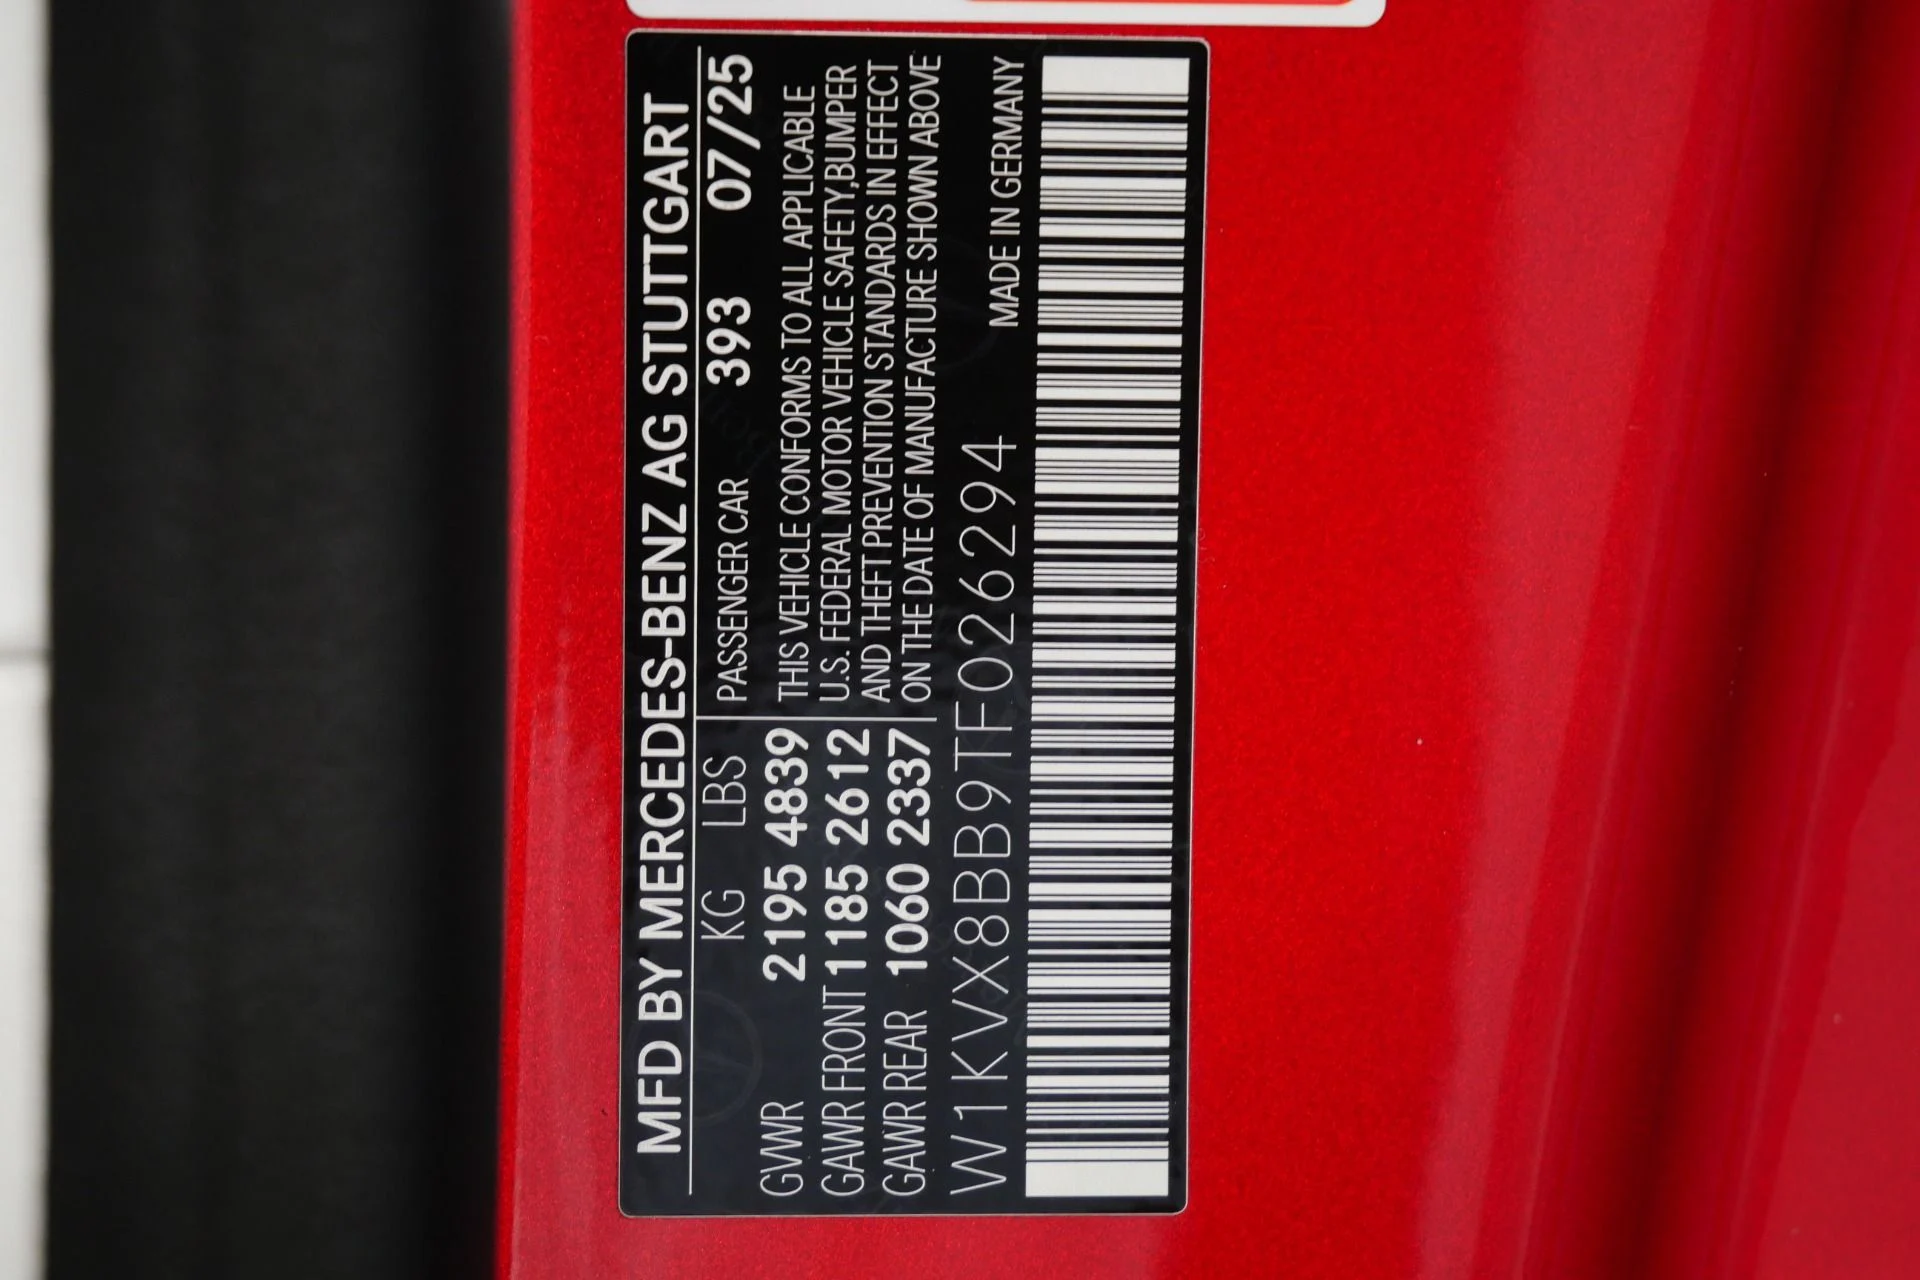 MFD BY MERCEDES-BENZ AG STUTTGART
KG LBS
GVWR 2195 4839
GAWR FRONT 1185 2612
GAWR REAR 1060 2337
PASSENGER CAR 393 07/25
THIS VEHICLE CONFORMS TO ALL APPLICABLE
U.S. FEDERAL MOTOR VEHICLE SAFETY,BUMPER
AND THEFT PREVENTION STANDARDS IN EFFECT
ON THE DATE OF MANUFACTURE SHOWN ABOVE
W1KVX8BB9TF026294
MADE IN GERMANY